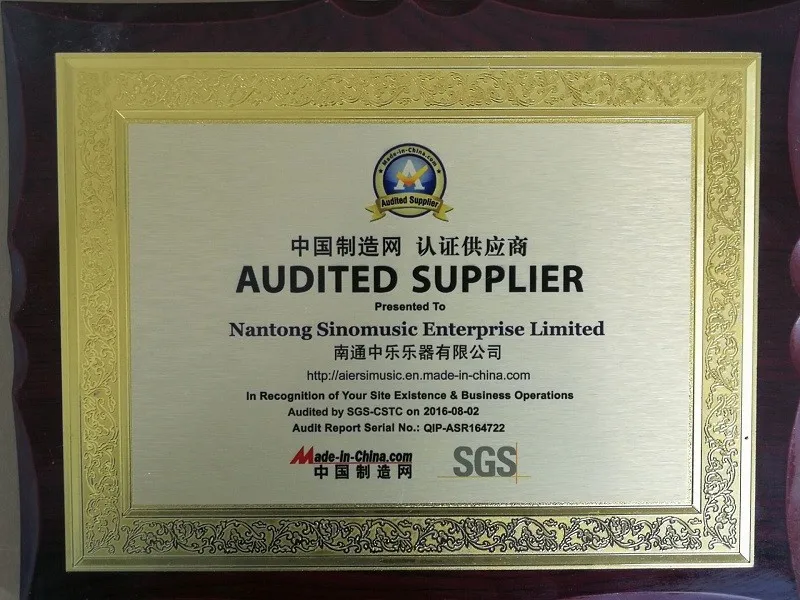 Made-in-China.com
A
Audited Supplier
中国制造网 认证供应商
AUDITED SUPPLIER
Presented To
Nantong Sinomusic Enterprise Limited
南通中乐乐器有限公司
http://aiersimusic.en.made-in-china.com
In Recognition of Your Site Existence & Business Operations
Audited by SGS-CSTC on 2016-08-02
Audit Report Serial No.: QIP-ASR164722
Made-in-China.com
中国制造网
SGS